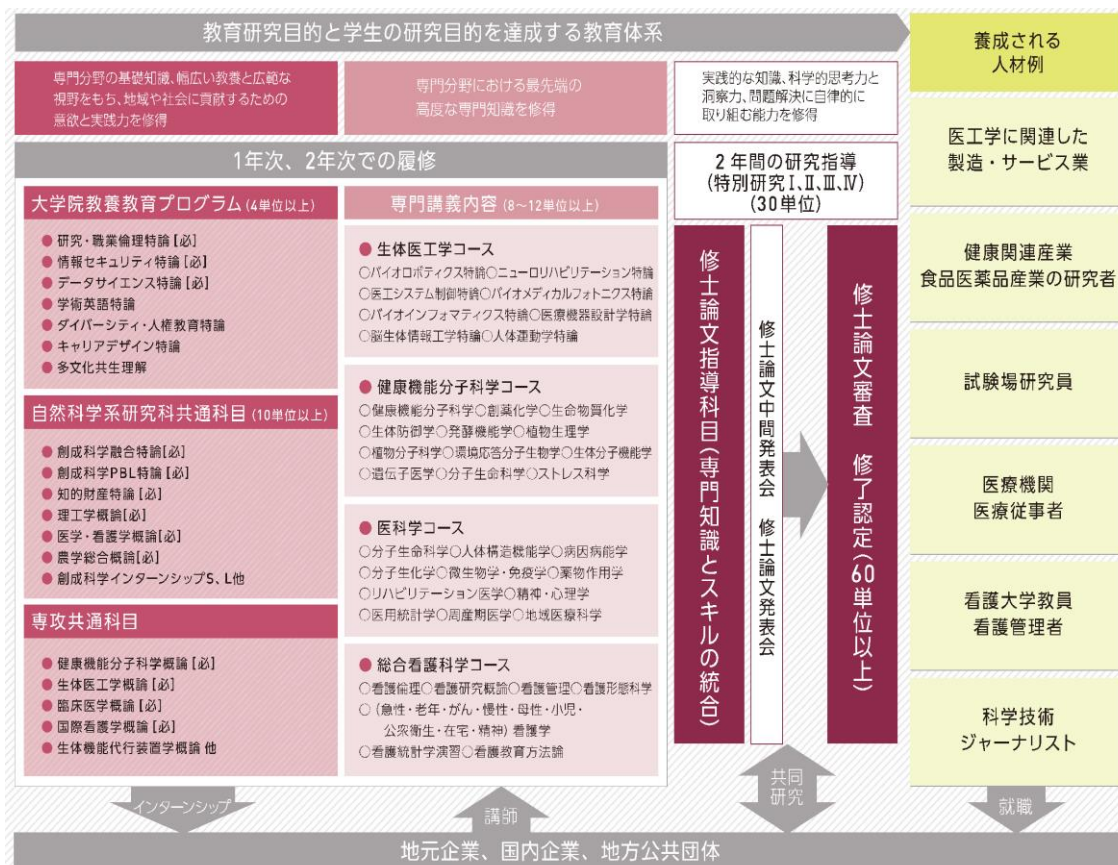 教育研究目的と学生の研究目的を達成する教育体系
専門分野の基礎知識、幅広い教養と広範な
視野をもち、地域や社会に貢献するための
意欲と実践力を修得
専門分野における最先端の
高度な専門知識を修得
実践的な知識、科学的思考力と
洞察力、問題解決に自律的に
取り組む能力を修得
1年次、2年次での履修
大学院教養教育プログラム(4単位以上)
● 研究・職業倫理特論[必]
● 情報セキュリティ特論[必]
● データサイエンス特論[必]
● 学術英語特論
● ダイバーシティ・人権教育特論
● キャリアデザイン特論
● 多文化共生理解
自然科学系研究科共通科目(10単位以上)
● 創成科学融合特論[必]
● 創成科学PBL特論[必]
● 知的財産特論[必]
● 理工学概論[必]
● 医学・看護学概論[必]
● 農学総合概論[必]
● 創成科学インターンシップS、L他
専攻共通科目
● 健康機能分子科学概論[必]
● 生体医工学概論[必]
● 臨床医学概論[必]
● 国際看護学概論[必]
● 生体機能代行装置学概論 他
専門講義内容(8~12単位以上)
● 生体医工学コース
○バイオロボティクス特論○ニューロリハビリテーション特論
○医工システム制御特論○バイオメディカルフォトニクス特論
○バイオインフォマティクス特論○医療機器設計学特論
○脳生体情報工学特論○人体運動学特論
● 健康機能分子科学コース
○健康機能分子科学○創薬化学○生命物質化学
○生体防御学○発酵機能学○植物生理学
○植物分子科学○環境応答分子生物学○生体分子機能学
○遺伝子医学○分子生命科学○ストレス科学
● 医科学コース
○分子生命科学○人体構造機能学○病因病能学
○分子生化学○微生物学・免疫学○薬物作用学
○リハビリテーション医学○精神・心理学
○医用統計学○周産期医学○地域医療科学
● 総合看護科学コース
○看護倫理○看護研究概論○看護管理○看護形態科学
○(急性・老年・がん・慢性・母性・小児・
公衆衛生・在宅・精神)看護学
○看護統計学演習○看護教育方法論
2年間の研究指導
(特別研究Ⅰ、Ⅱ、Ⅲ、Ⅳ)
(30単位)
修士論文指導科目(専門知識とスキルの統合)
修士論文中間発表会 修士論文発表会
修士論文審査 修了認定(60単位以上)
養成される
人材例
医工学に関連した
製造・サービス業
健康関連産業
食品医薬品産業の研究者
試験場研究員
医療機関
医療従事者
看護大学教員
看護管理者
科学技術
ジャーナリスト
インターンシップ
講師
共同
研究
就職
地元企業、国内企業、地方公共団体